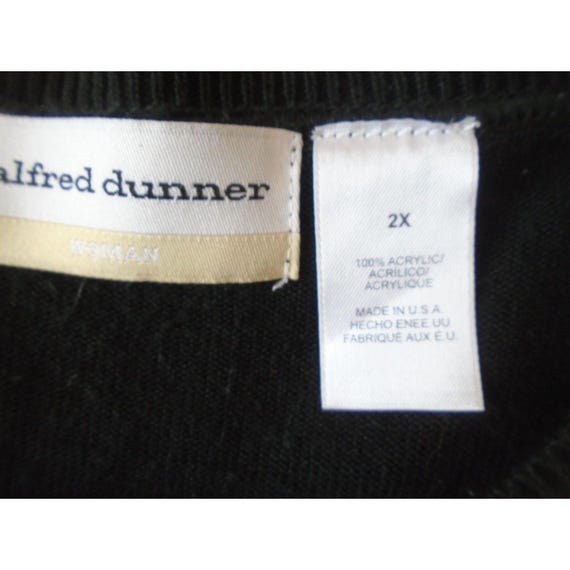 alfred dunner
WOMAN
2X
100% ACRYLIC/
ACRILICO/
ACRYLIQUE
MADE IN U.S.A.
HECHO ENEE.UU
FABRIQUÉ AUX É.U.